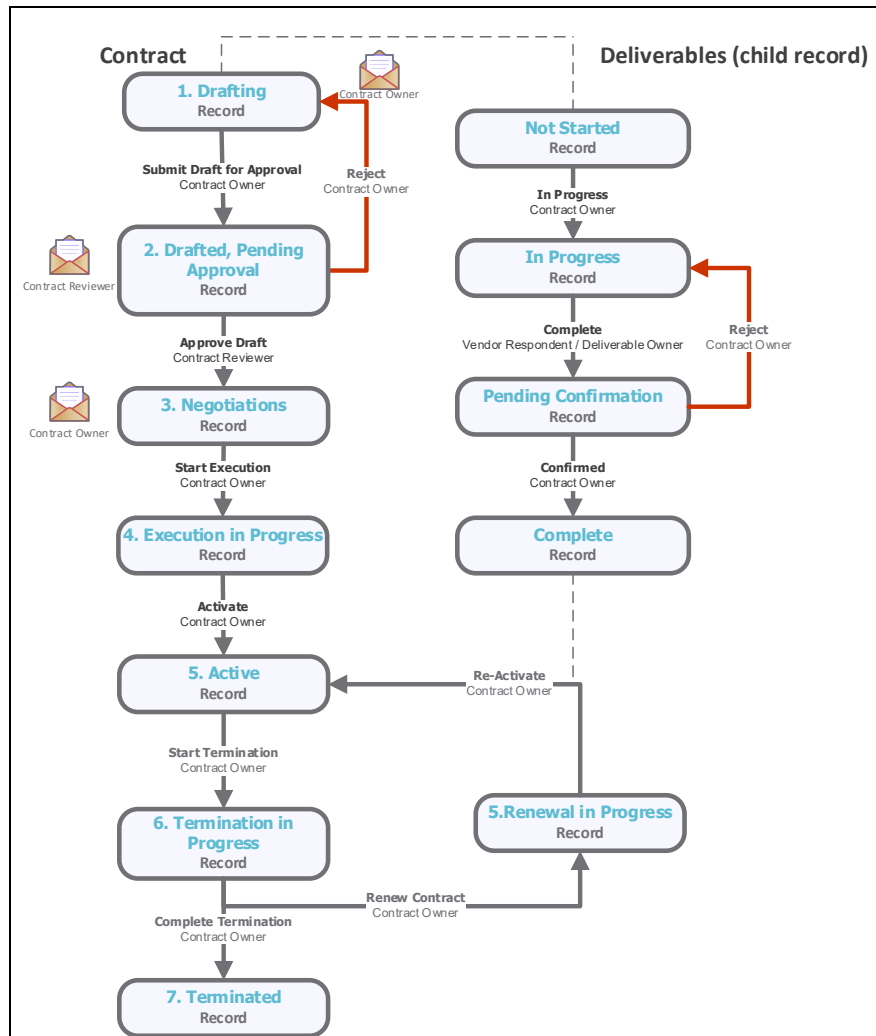 Contract
Deliverables (child record)
Contract Owner
1. Drafting
Record
Submit Draft for Approval
Contract Owner
Reject
Contract Owner
Contract Reviewer
2. Drafted, Pending
Approval
Record
Approve Draft
Contract Reviewer
Contract Owner
3. Negotiations
Record
Start Execution
Contract Owner
4. Execution in Progress
Record
Activate
Contract Owner
5. Active
Record
Start Termination
Contract Owner
6. Termination in
Progress
Record
Complete Termination
Contract Owner
7. Terminated
Record
Not Started
Record
In Progress
Contract Owner
In Progress
Record
Complete
Vendor Respondent / Deliverable Owner
Reject
Contract Owner
Pending Confirmation
Record
Confirmed
Contract Owner
Complete
Record
Re-Activate
Contract Owner
5.Renewal in Progress
Record
Renew Contract
Contract Owner